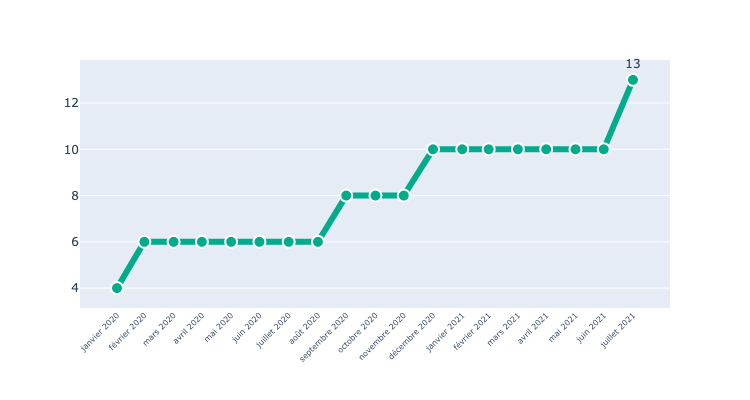 13
12
10
8
6
4
janvier 2020
février 2020
mars 2020
avril 2020
mai 2020
juin 2020
juillet 2020
août 2020
septembre 2020
octobre 2020
novembre 2020
décembre 2020
janvier 2021
février 2021
mars 2021
avril 2021
mai 2021
juin 2021
juillet 2021